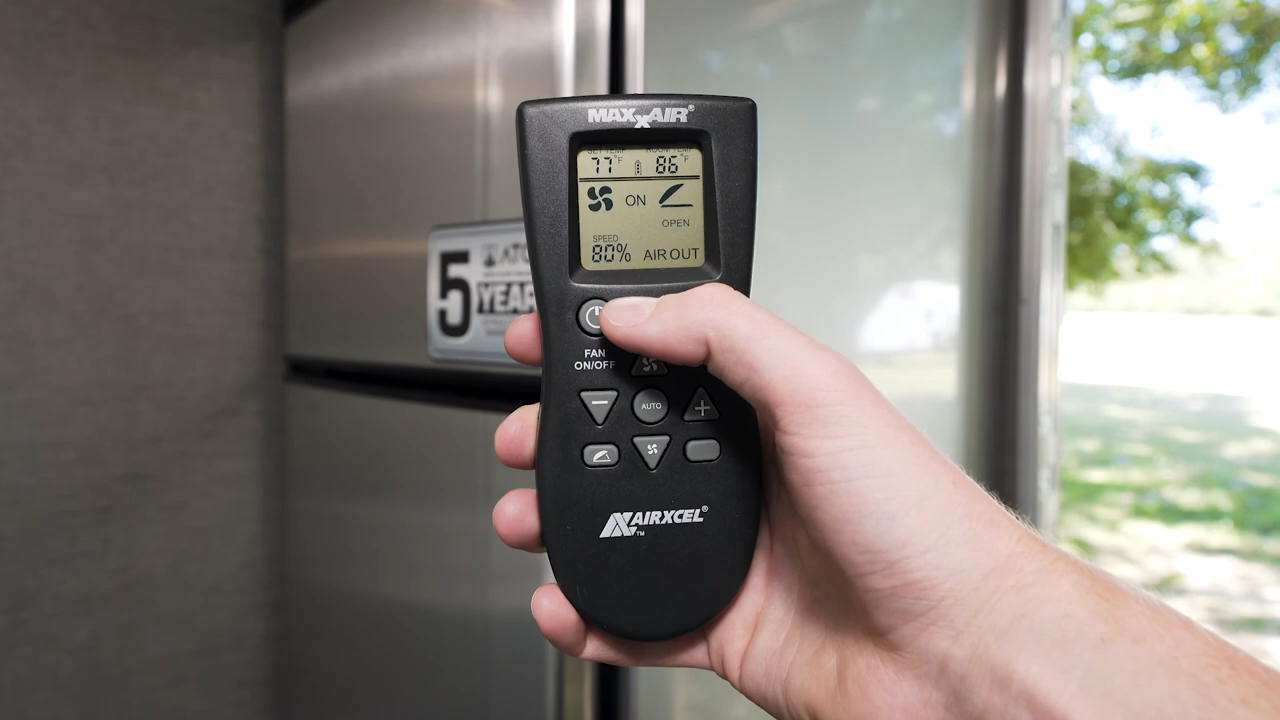 MAXXAIR®
SET TEMP ROOM TEMP
77°F 86°F
ON
OPEN
SPEED
80% AIR OUT
FAN
ON/OFF
AUTO
AIRXCEL®
TM
5
YEAR